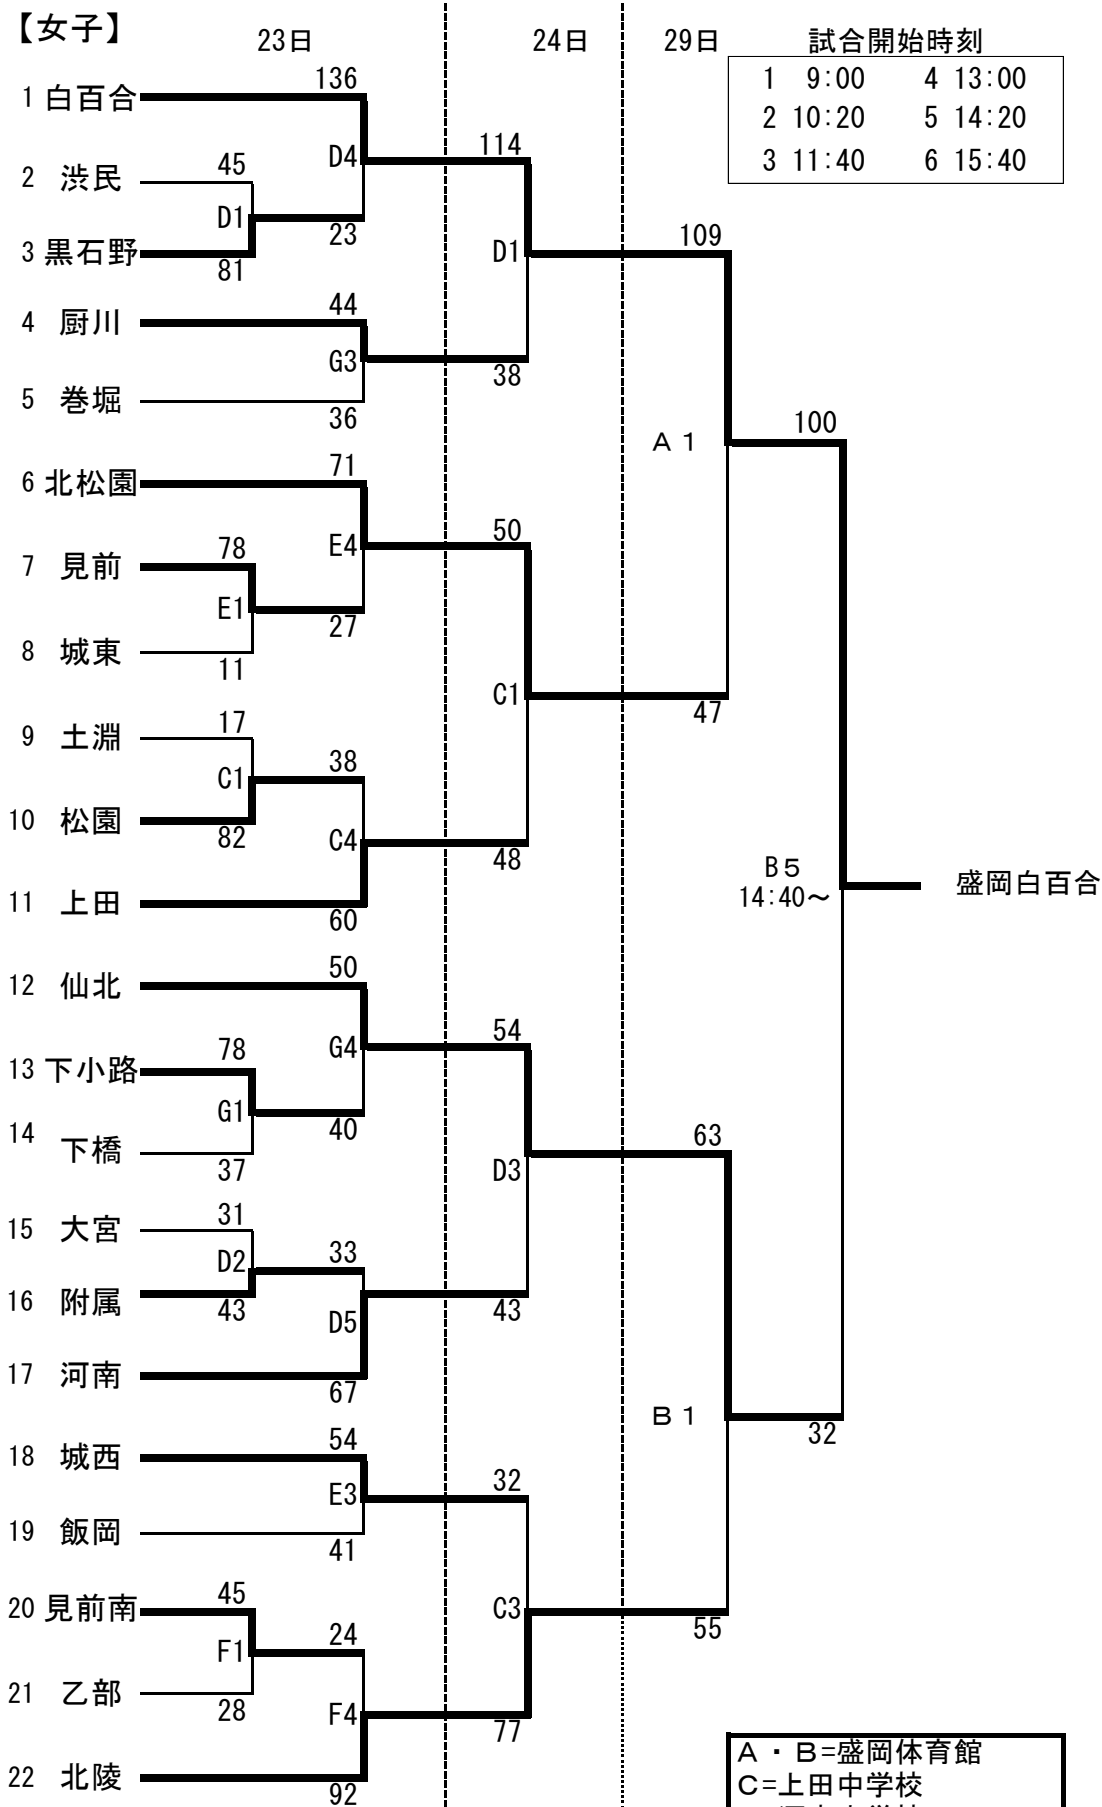 【女子】
23日 24日 29日 試合開始時刻
1 9:00 4 13:00
2 10:20 5 14:20
3 11:40 6 15:40
136
1 白百合
D4 114
45
2 渋民
D1
23
3 黒石野
81
D1 109
44
4 厨川
G3
38
5 巻堀
36
A 1 100
71
6 北松園
E4 50
78
7 見前
E1
27
8 城東
11
C1
47
17
9 土淵
C1 38
10 松園
82
C4
48
11 上田
60
B5
14:40～
盛岡白百合
50
12 仙北
G4 54
78
13 下小路
G1
40
14 下橋
37
D3 63
31
15 大宮
D2 33
16 附属
43
D5
43
17 河南
67
B 1
32
54
18 城西
E3 32
19 飯岡
41
45
20 見前南
F1 24
C3
55
21 乙部
28
F4
77
22 北陵
92
A・B=盛岡体育館
C=上田中学校